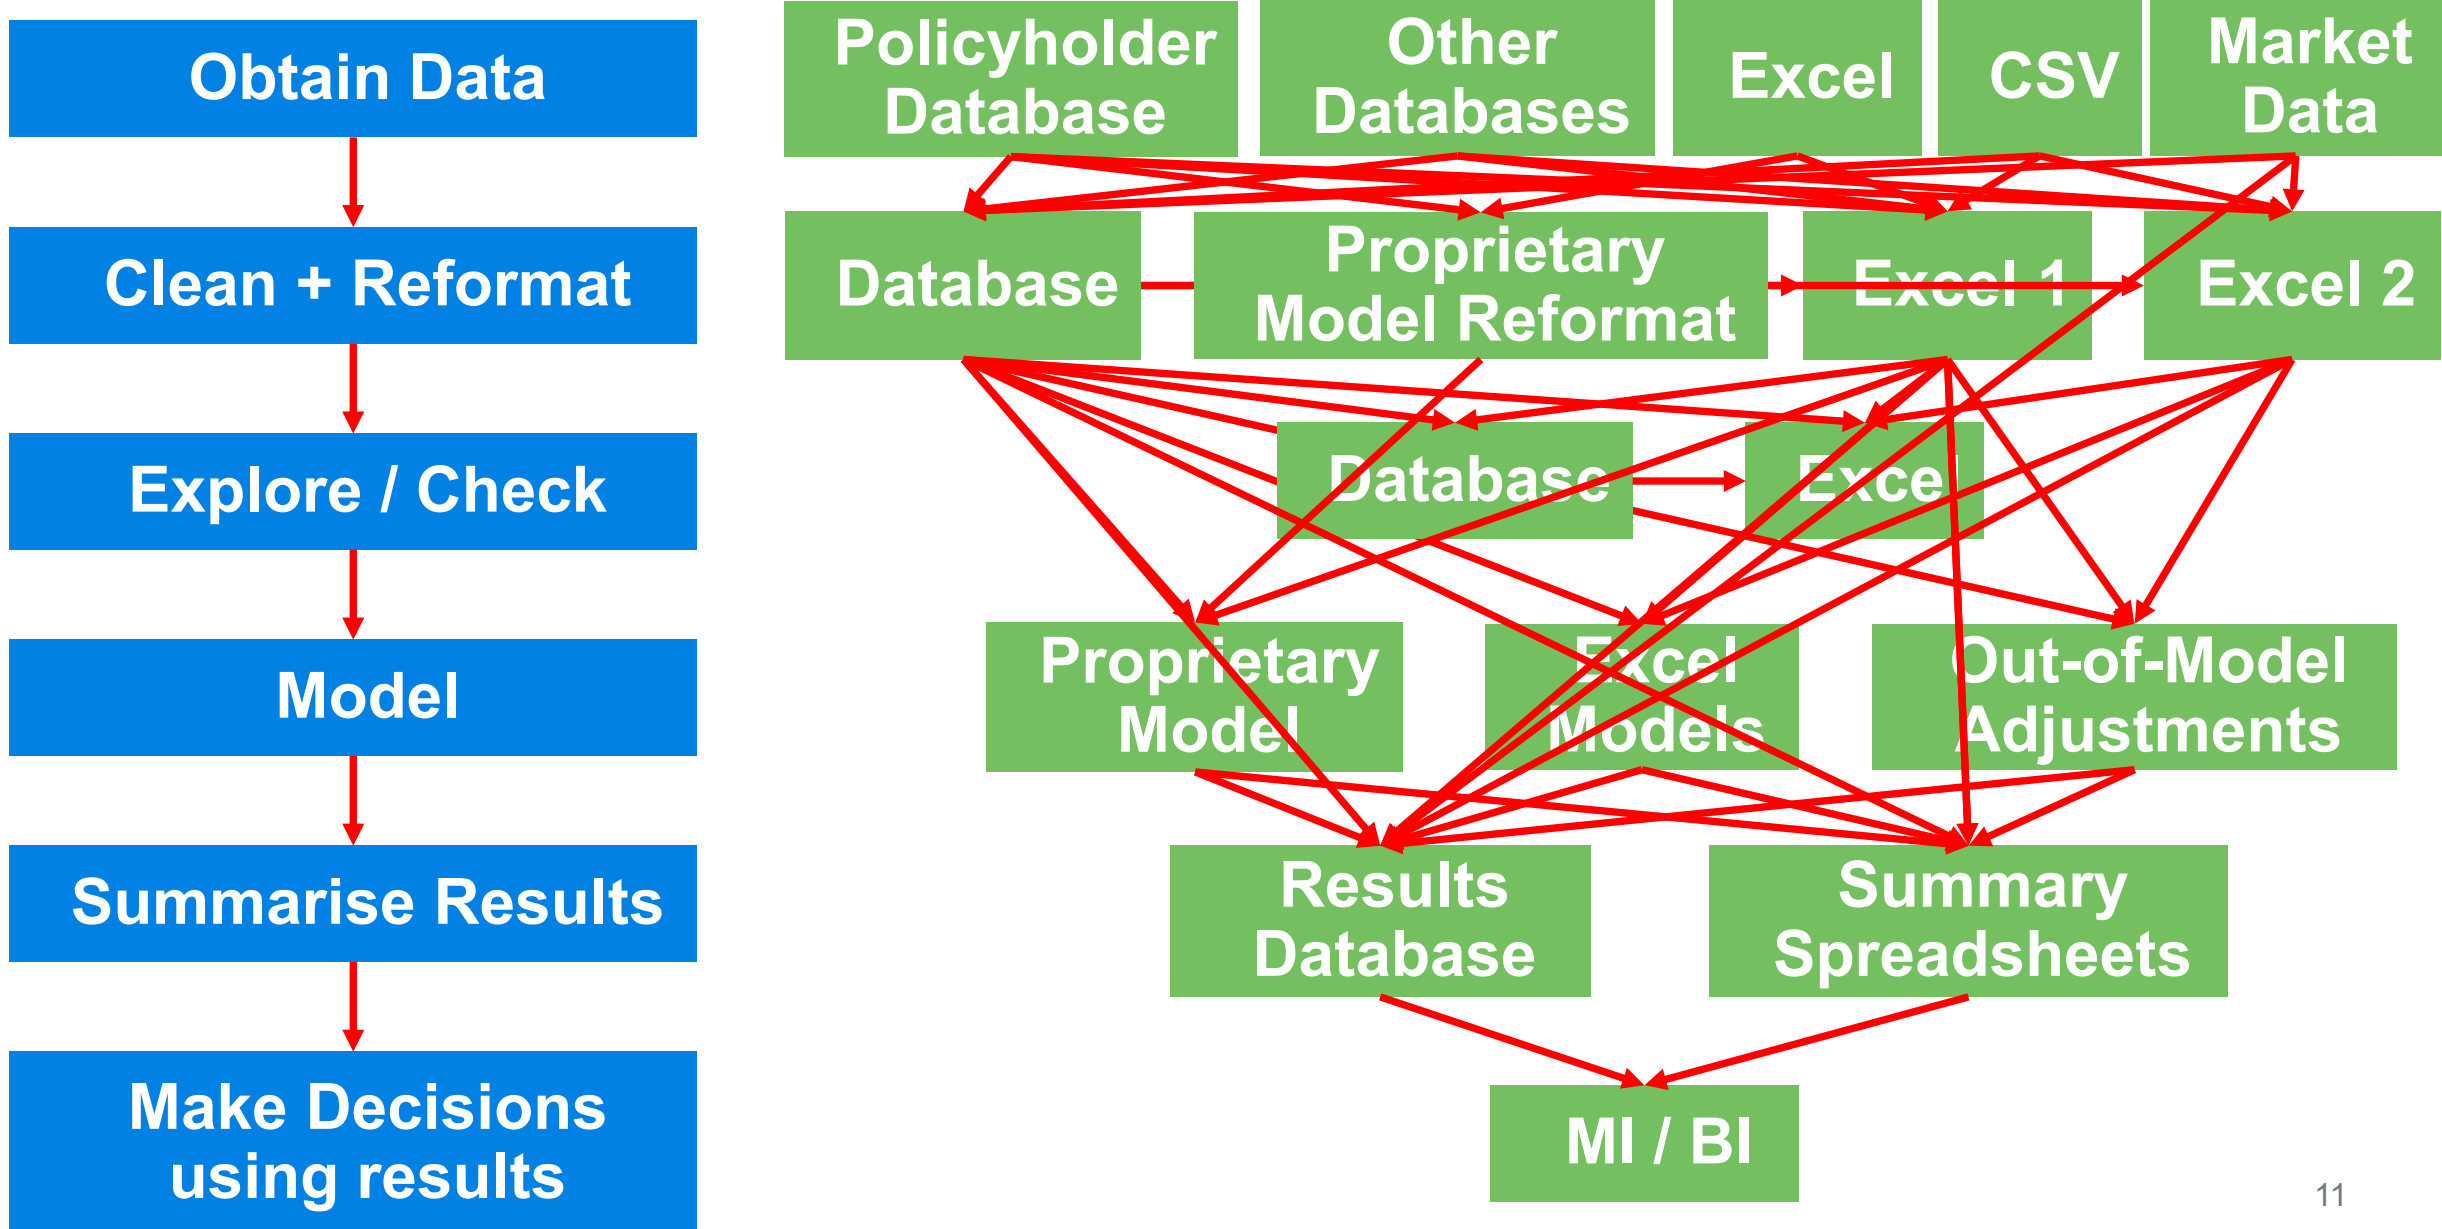 Obtain Data
Clean + Reformat
Explore / Check
Model
Summarise Results
Make Decisions
using results
Policyholder
Database
Other
Databases
Excel
CSV
Market
Data
Database
Proprietary
Model Reformat
Excel 1
Excel 2
Database
Excel
Proprietary
Model
Excel
Models
Out-of-Model
Adjustments
Results
Database
Summary
Spreadsheets
MI / BI
11